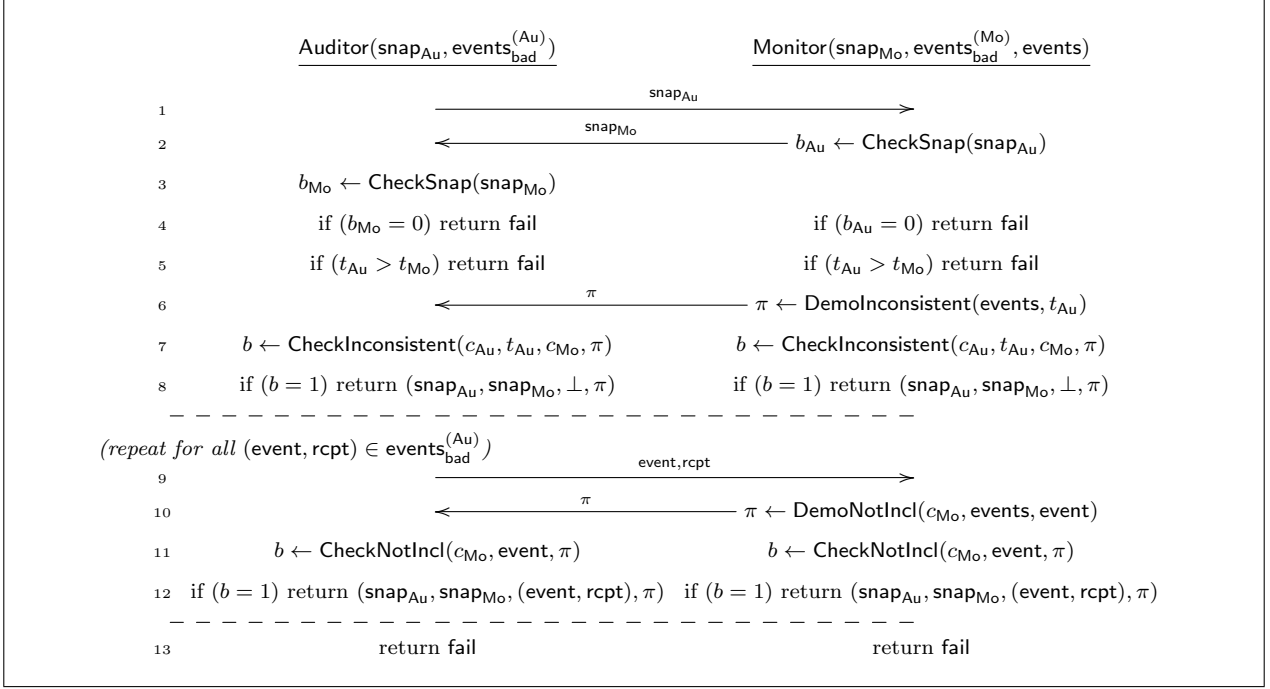 Auditor(snap_Au, events_bad^(Au)) Monitor(snap_Mo, events_bad^(Mo), events)
1 snap_Au
2 snap_Mo b_Au ← CheckSnap(snap_Au)
3 b_Mo ← CheckSnap(snap_Mo)
4 if (b_Mo = 0) return fail if (b_Au = 0) return fail
5 if (t_Au > t_Mo) return fail if (t_Au > t_Mo) return fail
6 π π ← DemoInconsistent(events, t_Au)
7 b ← CheckInconsistent(c_Au, t_Au, c_Mo, π) b ← CheckInconsistent(c_Au, t_Au, c_Mo, π)
8 if (b = 1) return (snap_Au, snap_Mo, ⊥, π) if (b = 1) return (snap_Au, snap_Mo, ⊥, π)
(repeat for all (event, rcpt) ∈ events_bad^(Au))
9 event,rcpt
10 π π ← DemoNotIncl(c_Mo, events, event)
11 b ← CheckNotIncl(c_Mo, event, π) b ← CheckNotIncl(c_Mo, event, π)
12 if (b = 1) return (snap_Au, snap_Mo, (event, rcpt), π) if (b = 1) return (snap_Au, snap_Mo, (event, rcpt), π)
13 return fail return fail